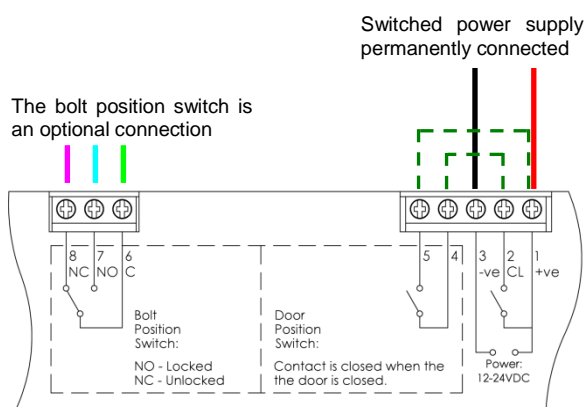 Switched power supply
permanently connected
The bolt position switch is
an optional connection
8 7 6 5 4 3 2 1
NC NO C -ve CL +ve
Bolt
Position
Switch:
NO - Locked
NC - Unlocked
Door
Position
Switch:
Contact is closed when the
the door is closed.
Power:
12-24VDC